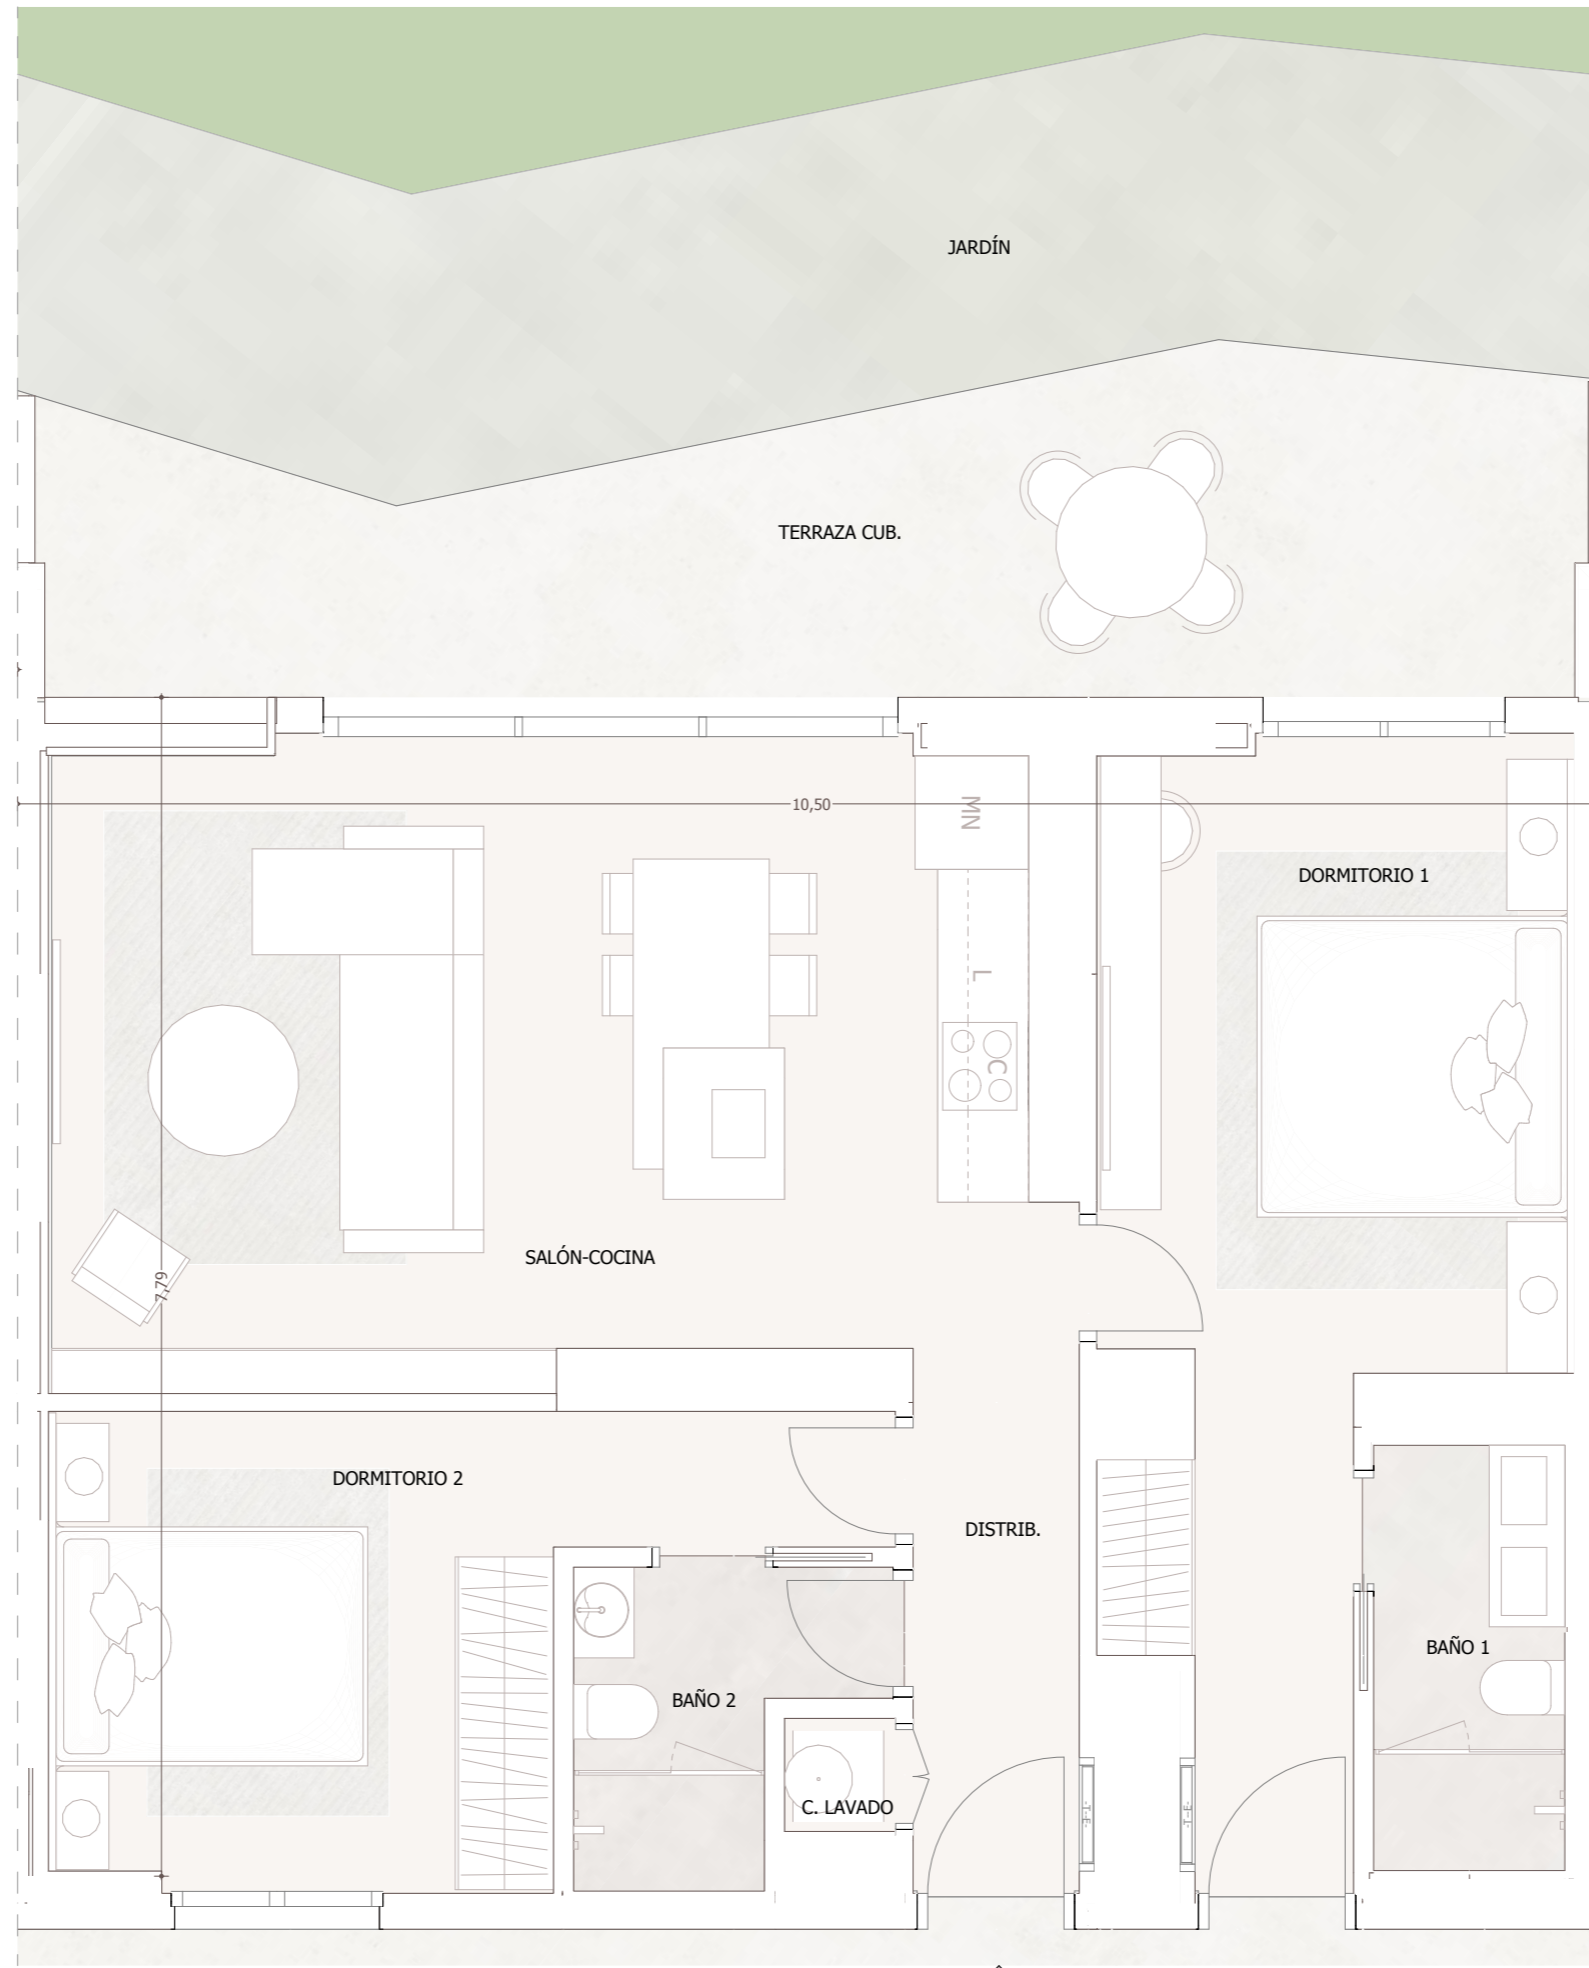 JARDÍN
TERRAZA CUB.
10,50
MN
DORMITORIO 1
L
C
SALÓN-COCINA
7,79
DORMITORIO 2
DISTRIB.
BAÑO 1
BAÑO 2
C. LAVADO
-T-E-
-T-E-